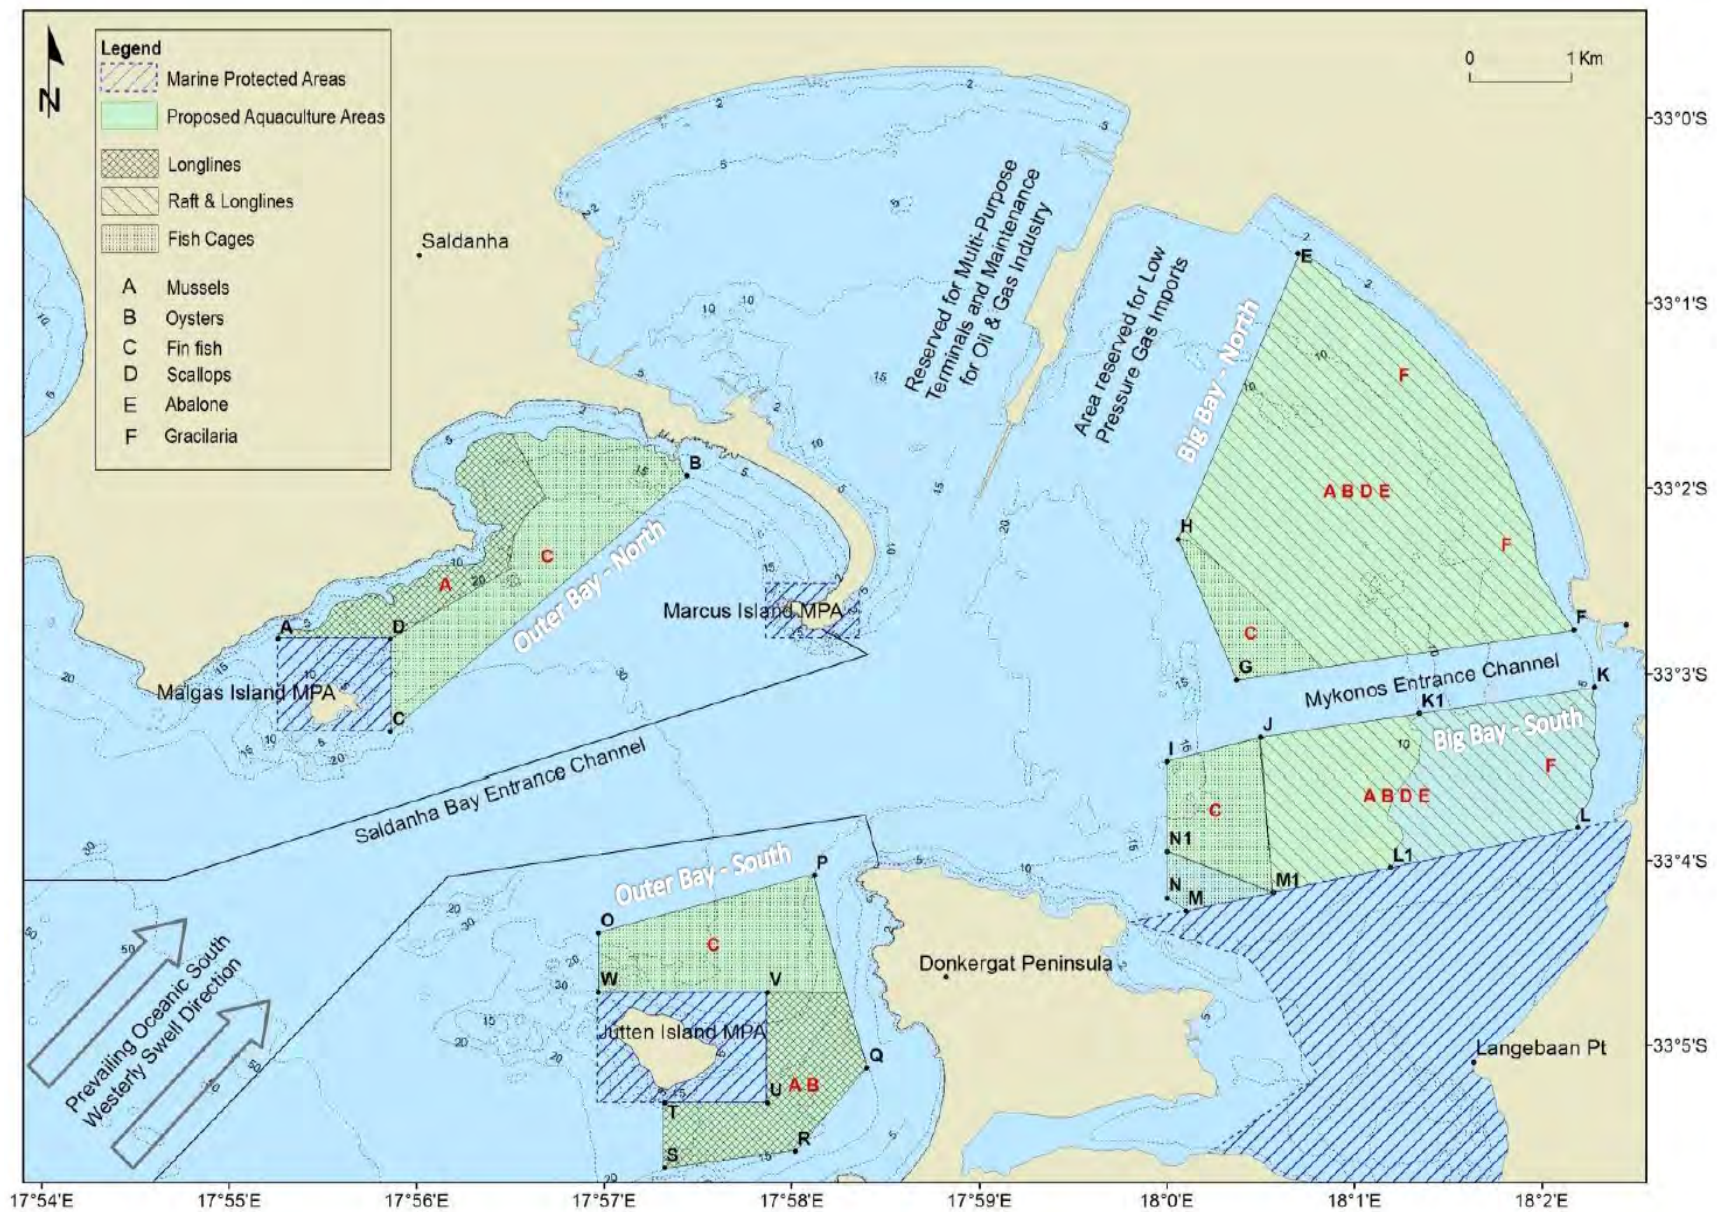 Legend
Marine Protected Areas
Proposed Aquaculture Areas
Longlines
Raft & Longlines
Fish Cages
A Mussels
B Oysters
C Fin fish
D Scallops
E Abalone
F Gracilaria
N
0 1 Km
Saldanha
Reserved for Multi-Purpose
Terminals and Maintenance
for Oil & Gas Industry
Area reserved for Low
Pressure Gas Imports
Big Bay - North
E
F
A B D E
F
H
C
G
F
Mykonos Entrance Channel
K
K1
Big Bay - South
F
A B D E
I
J
C
N1
N
M
M1
L1
L
B
C
A
Outer Bay - North
A
D
C
Malgas Island MPA
Marcus Island MPA
Saldanha Bay Entrance Channel
Outer Bay - South
P
O
C
W
V
Jutten Island MPA
Q
A B
U
T
S
R
Donkergat Peninsula
Langebaan Pt
Prevailing Oceanic South
Westerly Swell Direction
33°0'S
33°1'S
33°2'S
33°3'S
33°4'S
33°5'S
17°54'E
17°55'E
17°56'E
17°57'E
17°58'E
17°59'E
18°0'E
18°1'E
18°2'E